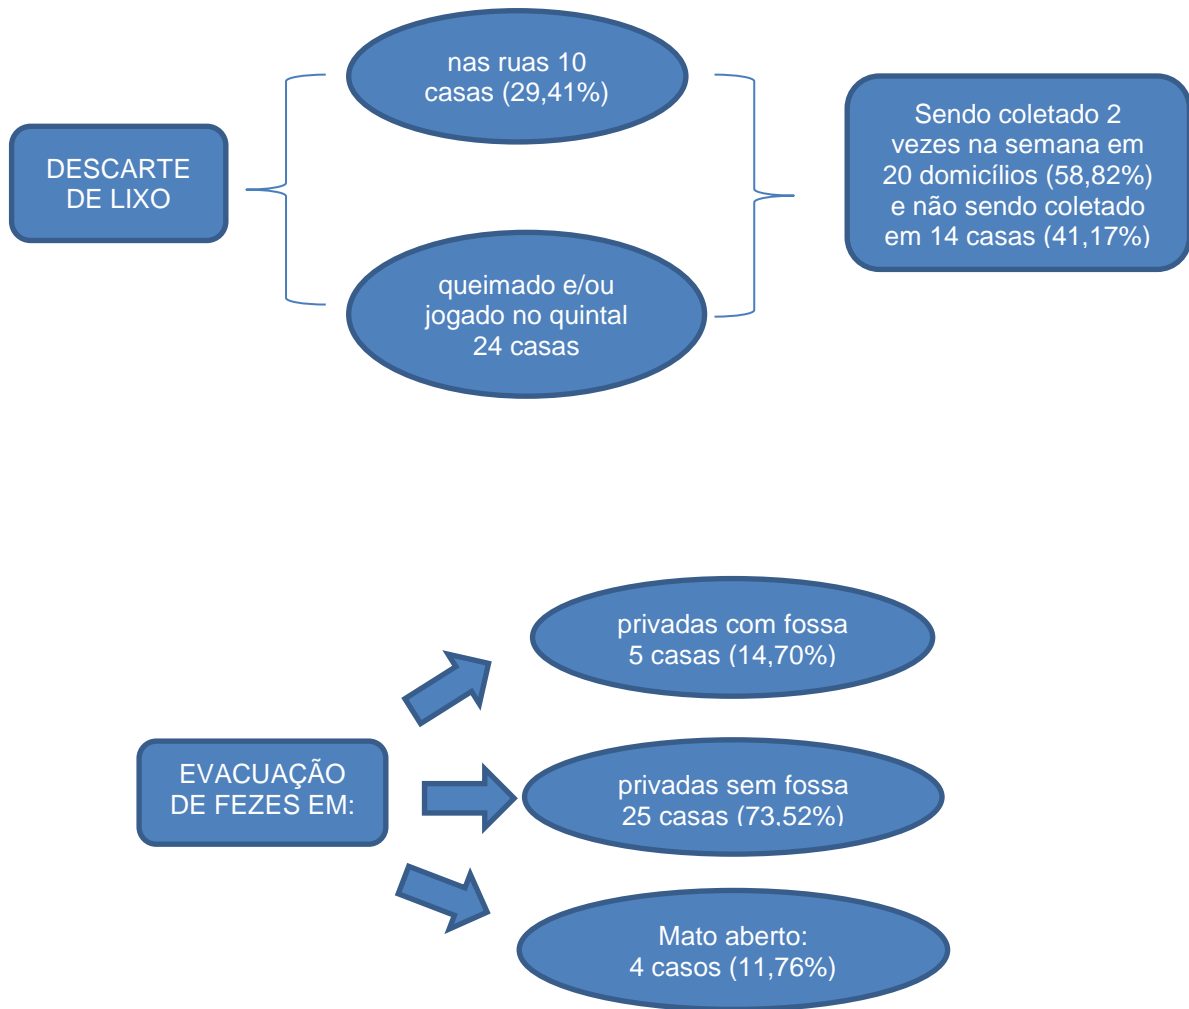 DESCARTE
DE LIXO
nas ruas 10
casas (29,41%)
queimado e/ou
jogado no quintal
24 casas
Sendo coletado 2
vezes na semana em
20 domicílios (58,82%)
e não sendo coletado
em 14 casas (41,17%)
EVACUAÇÃO
DE FEZES EM:
privadas com fossa
5 casas (14,70%)
privadas sem fossa
25 casas (73,52%)
Mato aberto:
4 casos (11,76%)